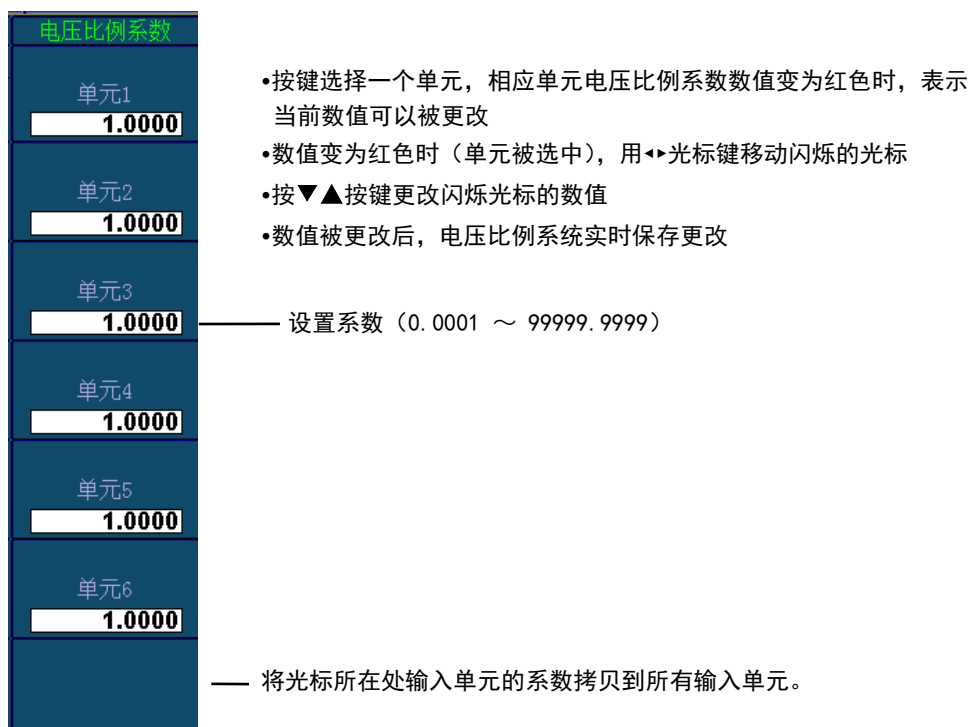 电压比例系数
单元1
1.0000
单元2
1.0000
单元3
1.0000
单元4
1.0000
单元5
1.0000
单元6
1.0000
•按键选择一个单元，相应单元电压比例系数数值变为红色时，表示
当前数值可以被更改
•数值变为红色时（单元被选中），用◂▸光标键移动闪烁的光标
•按▼▲按键更改闪烁光标的数值
•数值被更改后，电压比例系统实时保存更改
设置系数（0.0001 ～ 99999.9999）
将光标所在处输入单元的系数拷贝到所有输入单元。